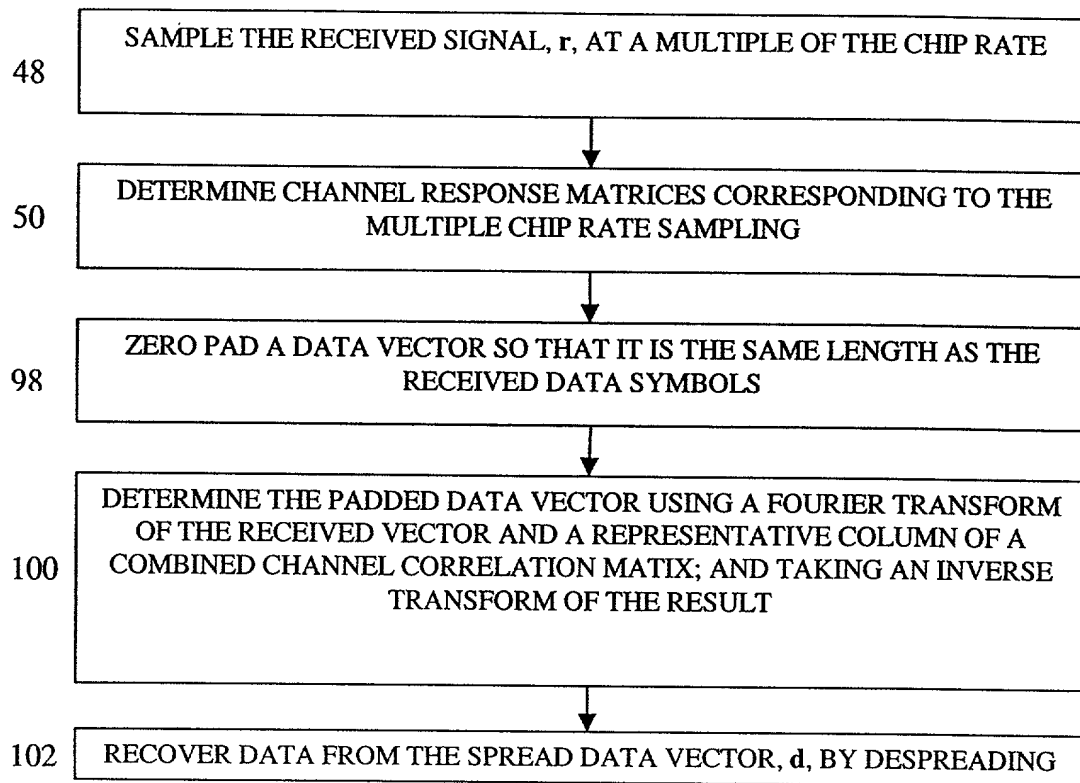 SAMPLE THE RECEIVED SIGNAL, r, AT A MULTIPLE OF THE CHIP RATE
48
DETERMINE CHANNEL RESPONSE MATRICES CORRESPONDING TO THE
50
MULTIPLE CHIP RATE SAMPLING
ZERO PAD A DATA VECTOR SO THAT IT IS THE SAME LENGTH AS THE
98
RECEIVED DATA SYMBOLS
DETERMINE THE PADDED DATA VECTOR USING A FOURIER TRANSFORM
OF THE RECEIVED VECTOR AND A REPRESENTATIVE COLUMN OF A
100
COMBINED CHANNEL CORRELATION MATIX; AND TAKING AN INVERSE
TRANSFORM OF THE RESULT
102
RECOVER DATA FROM THE SPREAD DATA VECTOR, d, BY DESPREADING